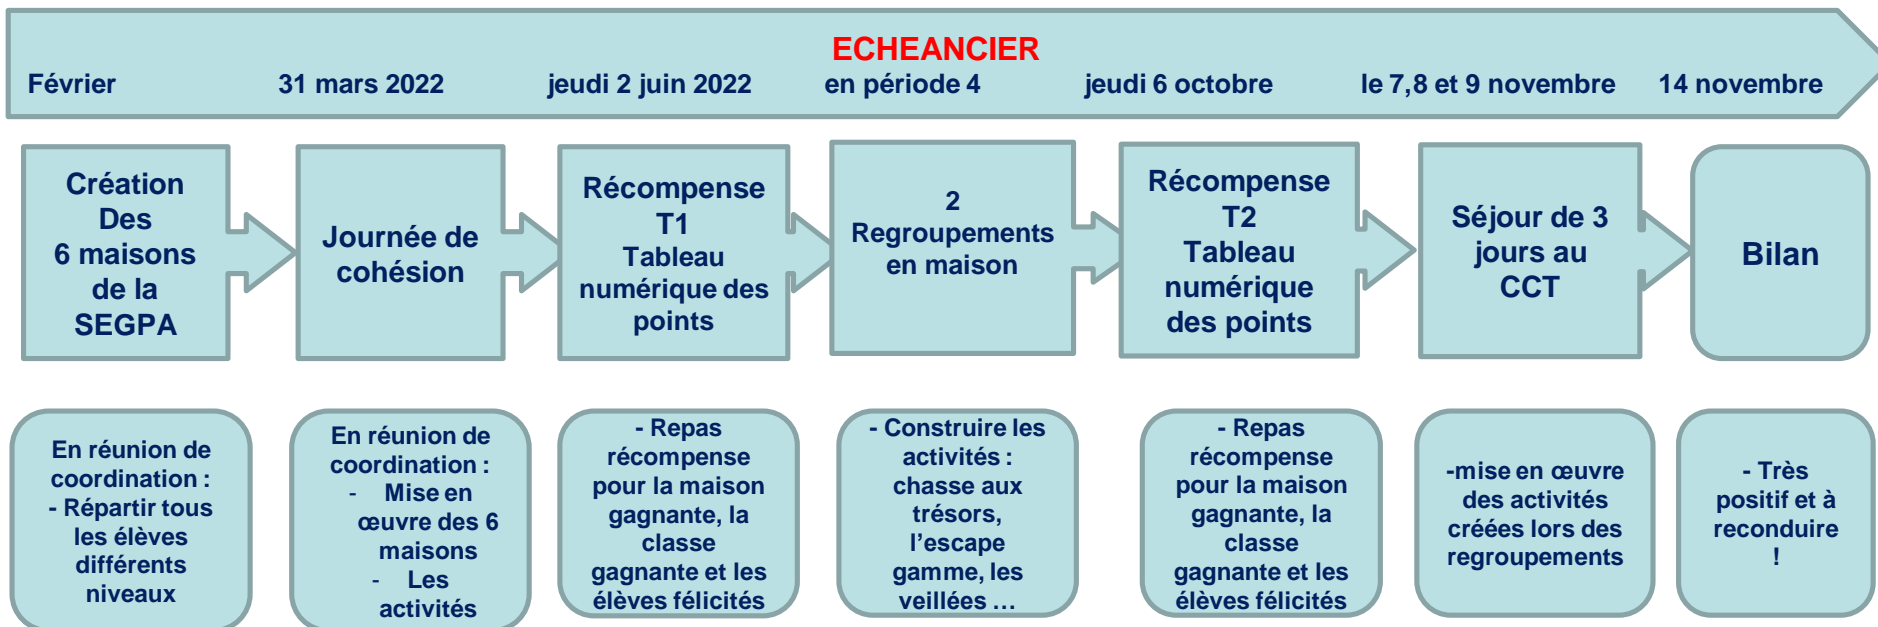 ECHEANCIER
Février
31 mars 2022
jeudi 2 juin 2022
en période 4
jeudi 6 octobre
le 7,8 et 9 novembre
14 novembre
Création
Des
6 maisons
de la
SEGPA
Journée de
cohésion
Récompense
T1
Tableau
numérique des
points
2
Regroupements
en maison
Récompense
T2
Tableau
numérique
des points
Séjour de 3
jours au
CCT
Bilan
En réunion de
coordination :
- Répartir tous
les élèves
différents
niveaux
En réunion de
coordination :
- Mise en
œuvre des 6
maisons
- Les
activités
- Repas
récompense
pour la maison
gagnante, la
classe
gagnante et les
élèves félicités
- Construire les
activités :
chasse aux
trésors,
l’escape
gamme, les
veillées …
- Repas
récompense
pour la maison
gagnante, la
classe
gagnante et les
élèves félicités
-mise en œuvre
des activités
créées lors des
regroupements
- Très
positif et à
reconduire
!